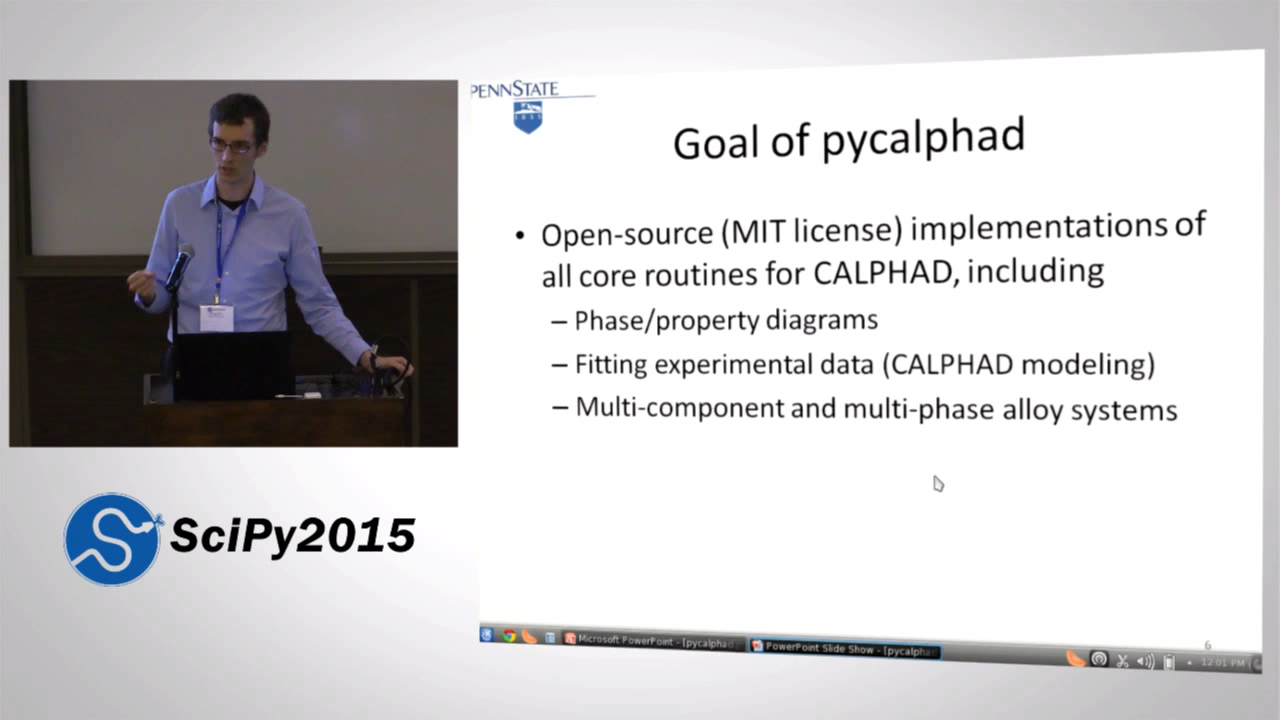 PENNSTATE
1855
Goal of pycalphad
• Open-source (MIT license) implementations of
all core routines for CALPHAD, including
– Phase/property diagrams
– Fitting experimental data (CALPHAD modeling)
– Multi-component and multi-phase alloy systems
SciPy2015
6
Microsoft PowerPoint - [pycalphad
PowerPoint Slide Show - [pycalpha
12:01 PM